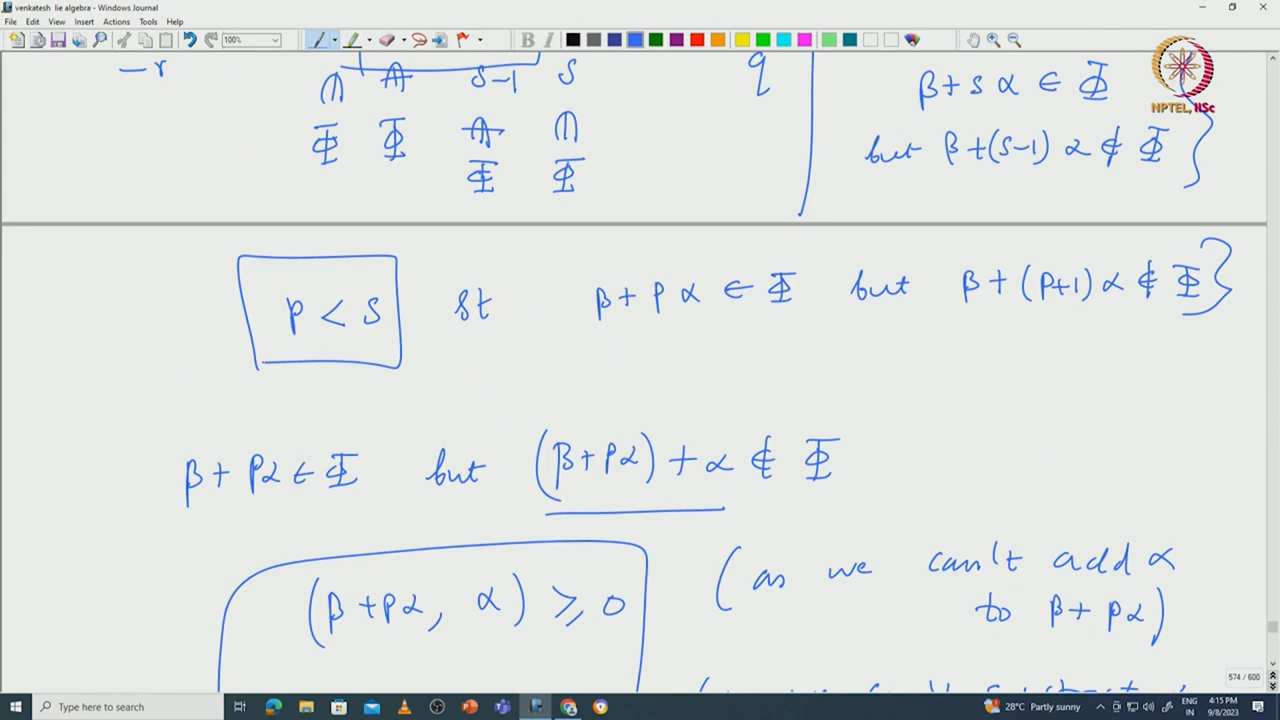 venkatesh lie algebra - Windows Journal
File Edit View Insert Actions Tools Help
100%
B I
NPTEL, IISc
-r s-1 s q
∩ ∉ ∉ ∩
Φ Φ Φ Φ
β + s α ∈ Φ
but β + (s-1) α ∉ Φ }
p < s st β + p α ∈ Φ but β + (p+1) α ∉ Φ }
β + pα ∈ Φ but (β + pα) + α ∉ Φ
(β + pα, α) ≥ 0 (as we can't add α
to β + pα)
574 / 600
Type here to search
28°C Partly sunny
ENG
IN
4:15 PM
9/8/2023